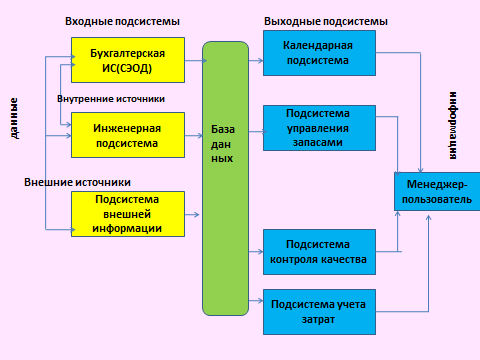 Входные подсистемы
Выходные подсистемы
Бухгалтерская
ИС(СЭОД)
Внутренние источники
Инженерная
подсистема
Внешние источники
Подсистема
внешней
информации
данные
База
дан
ных
Календарная
подсистема
Подсистема
управления
запасами
Подсистема
контроля качества
Подсистема учета
затрат
информация
Менеджер-
пользователь